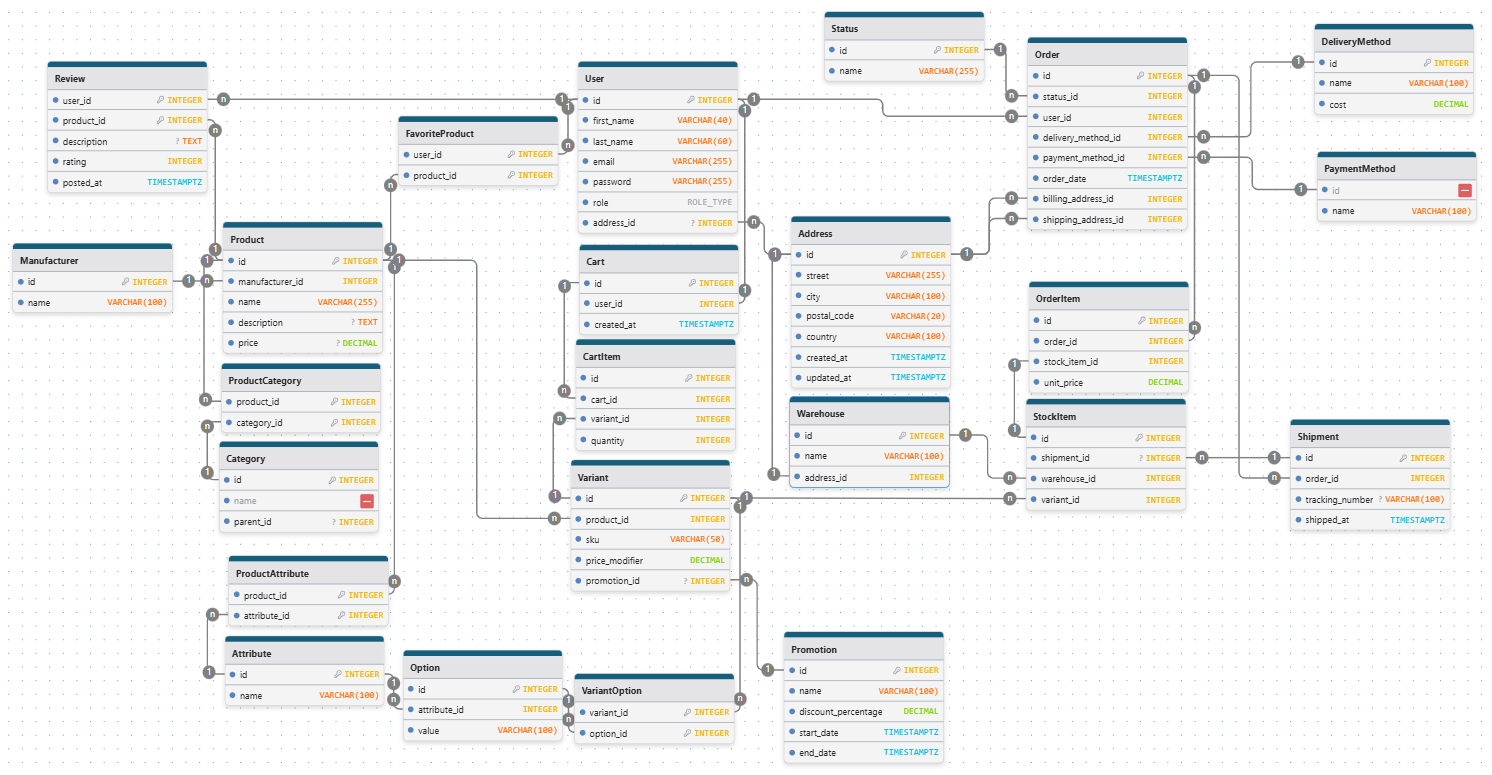 Review
user_id INTEGER
product_id INTEGER
description ? TEXT
rating INTEGER
posted_at TIMESTAMPTZ
Manufacturer
id INTEGER
name VARCHAR(100)
Product
id INTEGER
manufacturer_id INTEGER
name VARCHAR(255)
description ? TEXT
price ? DECIMAL
ProductCategory
product_id INTEGER
category_id INTEGER
Category
id INTEGER
name
parent_id ? INTEGER
ProductAttribute
product_id INTEGER
attribute_id INTEGER
Attribute
id INTEGER
name VARCHAR(100)
FavoriteProduct
user_id INTEGER
product_id INTEGER
Option
id INTEGER
attribute_id INTEGER
value VARCHAR(100)
User
id INTEGER
first_name VARCHAR(40)
last_name VARCHAR(60)
email VARCHAR(255)
password VARCHAR(255)
role ROLE_TYPE
address_id ? INTEGER
Cart
id INTEGER
user_id INTEGER
created_at TIMESTAMPTZ
CartItem
id INTEGER
cart_id INTEGER
variant_id INTEGER
quantity INTEGER
Variant
id INTEGER
product_id INTEGER
sku VARCHAR(50)
price_modifier DECIMAL
promotion_id ? INTEGER
VariantOption
variant_id INTEGER
option_id INTEGER
Status
id INTEGER
name VARCHAR(255)
Address
id INTEGER
street VARCHAR(255)
city VARCHAR(100)
postal_code VARCHAR(20)
country VARCHAR(100)
created_at TIMESTAMPTZ
updated_at TIMESTAMPTZ
Warehouse
id INTEGER
name VARCHAR(100)
address_id INTEGER
Promotion
id INTEGER
name VARCHAR(100)
discount_percentage DECIMAL
start_date TIMESTAMPTZ
end_date TIMESTAMPTZ
Order
id INTEGER
status_id INTEGER
user_id INTEGER
delivery_method_id INTEGER
payment_method_id INTEGER
order_date TIMESTAMPTZ
billing_address_id INTEGER
shipping_address_id INTEGER
OrderItem
id INTEGER
order_id INTEGER
stock_item_id INTEGER
unit_price DECIMAL
StockItem
id INTEGER
shipment_id ? INTEGER
warehouse_id INTEGER
variant_id INTEGER
DeliveryMethod
id INTEGER
name VARCHAR(100)
cost DECIMAL
PaymentMethod
id
name VARCHAR(100)
Shipment
id INTEGER
order_id INTEGER
tracking_number ? VARCHAR(100)
shipped_at TIMESTAMPTZ